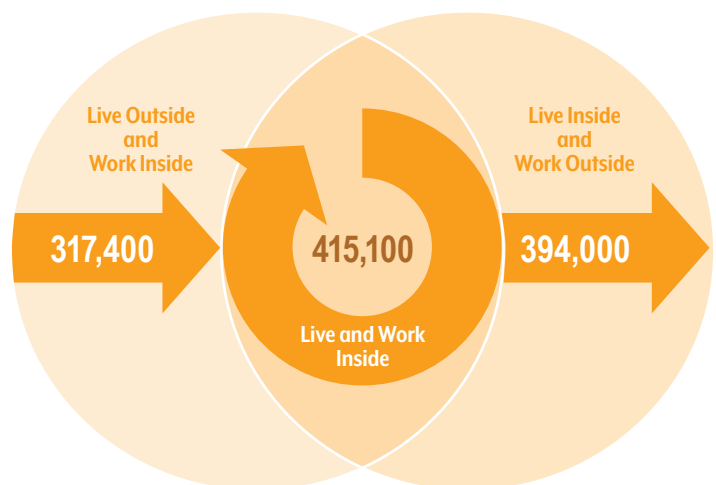 Live Outside
and
Work Inside
317,400
415,100
Live and Work
Inside
Live Inside
and
Work Outside
394,000